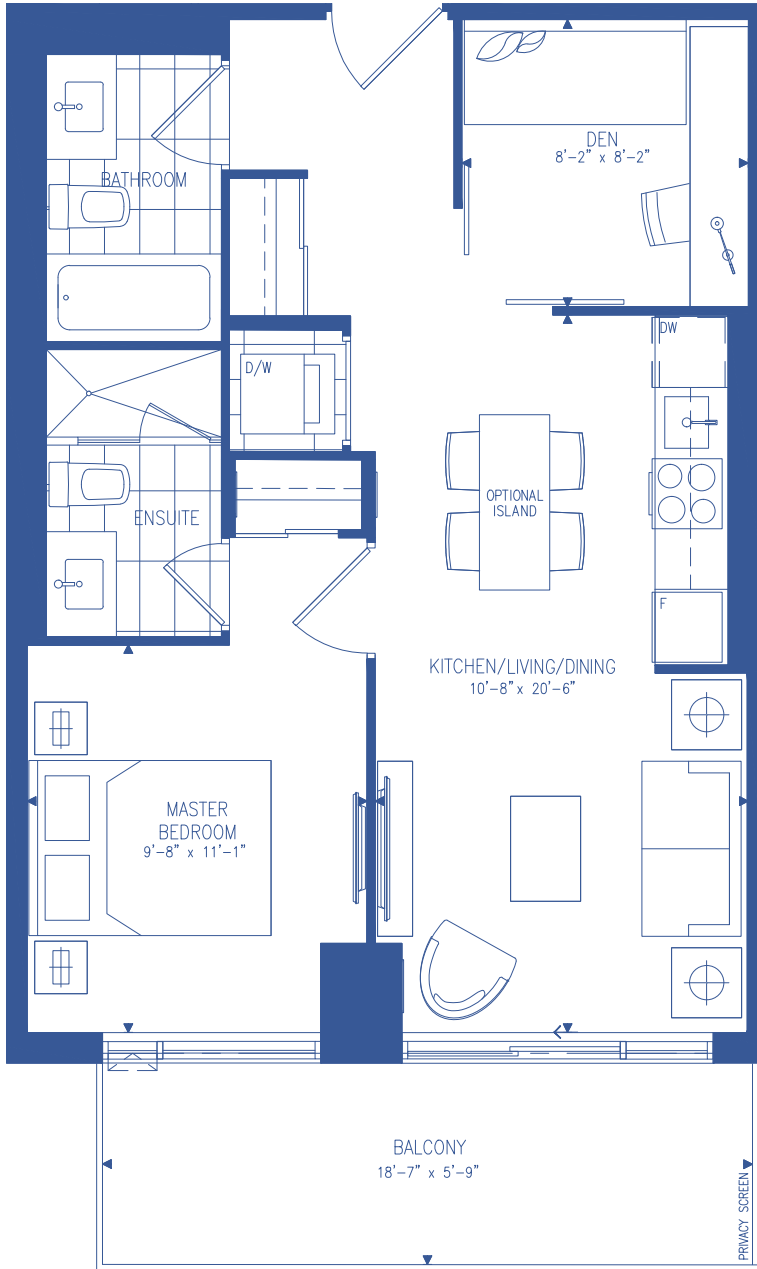 DEN
8'-2" x 8'-2"
BATHROOM
DW
D/W
OPTIONAL
ISLAND
ENSUITE
F
KITCHEN/LIVING/DINING
10'-8" x 20'-6"
MASTER
BEDROOM
9'-8" x 11'-1"
BALCONY
18'-7" x 5'-9"
PRIVACY SCREEN